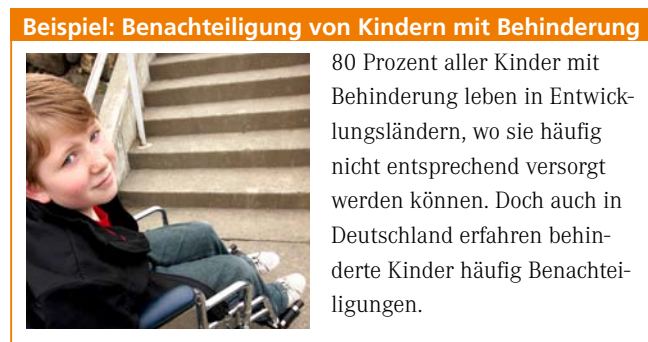 Beispiel: Benachteiligung von Kindern mit Behinderung
80 Prozent aller Kinder mit
Behinderung leben in Entwick-
lungsländern, wo sie häufig
nicht entsprechend versorgt
werden können. Doch auch in
Deutschland erfahren behin-
derte Kinder häufig Benachtei-
ligungen.